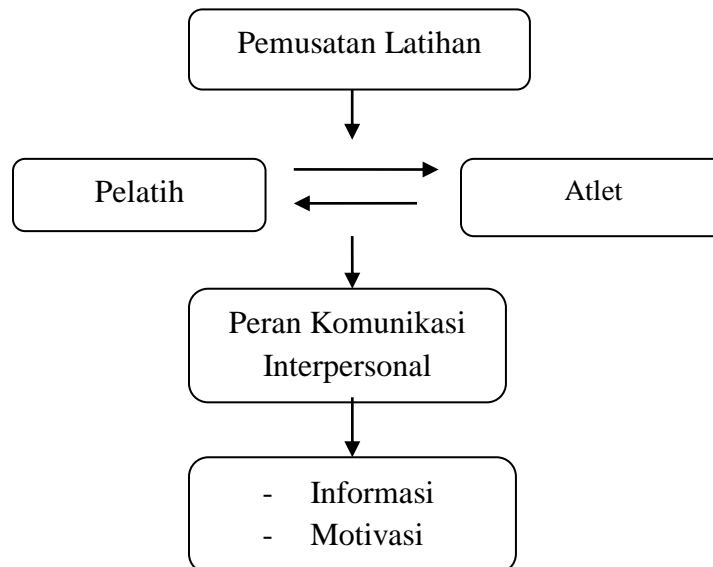 Pemusatan Latihan
Pelatih
Atlet
Peran Komunikasi
Interpersonal
- Informasi
- Motivasi